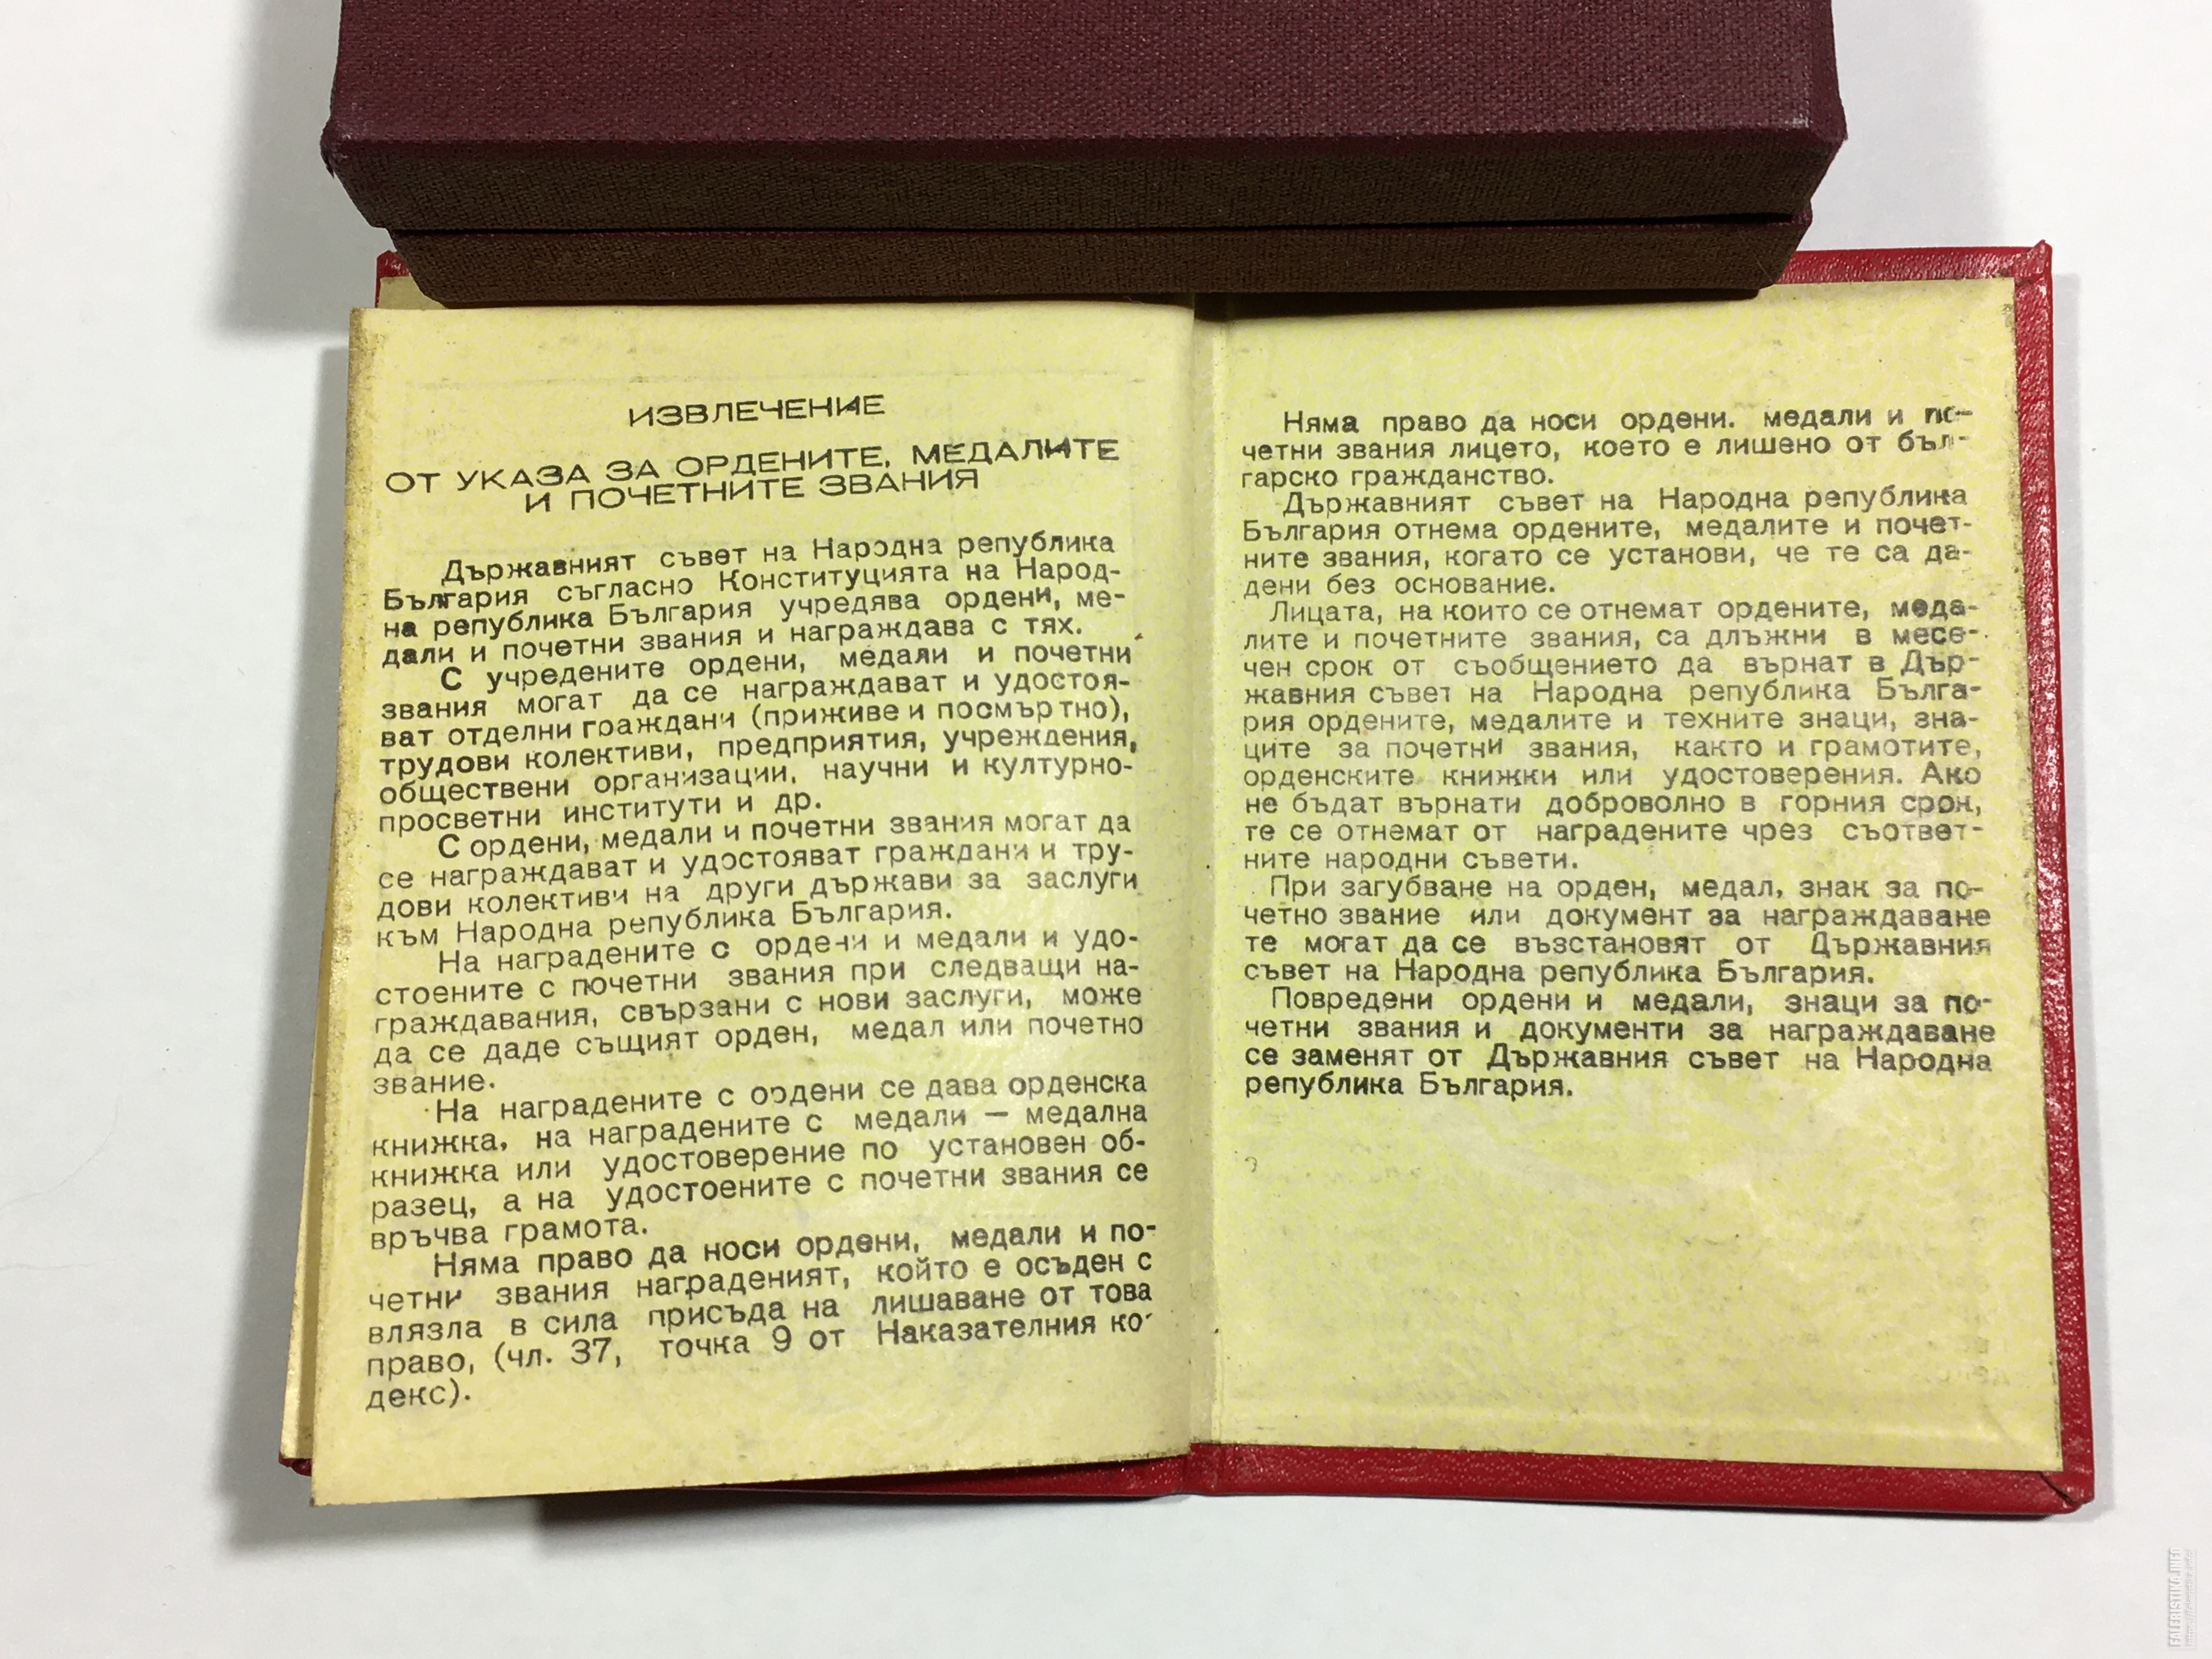 ИЗВЛЕЧЕНИЕ
ОТ УКАЗА ЗА ОРДЕНИТЕ, МЕДАЛИТЕ
И ПОЧЕТНИТЕ ЗВАНИЯ
Държавният съвет на Народна република
България съгласно Конституцията на Народ-
на република България учредява ордени, ме-
дали и почетни звания и награждава с тях.
С учредените ордени, медали и почетни
звания могат да се награждават и удостоя-
ват отделни граждани (приживе и посмъртно),
трудови колективи, предприятия, учреждения,
обществени организации, научни и културно-
просветни институти и др.
С ордени, медали и почетни звания могат да
се награждават и удостояват граждани и тру-
дови колективи на други държави за заслуги
към Народна република България.
На наградените с ордени и медали и удо-
стоените с почетни звания при следващи на-
граждавания, свързани с нови заслуги, може
да се даде същият орден, медал или почетно
звание.
На наградените с ордени се дава орденска
книжка, на наградените с медали — медална
книжка или удостоверение по установен об-
разец, а на удостоените с почетни звания се
връчва грамота.
Няма право да носи ордени, медали и по-
четни звания награденият, който е осъден с
влязла в сила присъда на лишаване от това
право, (чл. 37, точка 9 от Наказателния ко-
декс).
Няма право да носи ордени. медали и по-
четни звания лицето, което е лишено от бъл-
гарско гражданство.
Държавният съвет на Народна република
България отнема ордените, медалите и почет-
ните звания, когато се установи, че те са да-
дени без основание.
Лицата, на които се отнемат ордените, меда-
лите и почетните звания, са длъжни в месе-
чен срок от съобщението да върнат в Дър-
жавния съвет на Народна република Бълга-
рия ордените, медалите и техните знаци, зна-
ците за почетни звания, както и грамотите,
орденските книжки или удостоверения. Ако
не бъдат върнати доброволно в горния срок,
те се отнемат от наградените чрез съответ-
ните народни съвети.
При загубване на орден, медал, знак за по-
четно звание или документ за награждаване
те могат да се възстановят от Държавния
съвет на Народна република България.
Повредени ордени и медали, знаци за по-
четни звания и документи за награждаване
се заменят от Държавния съвет на Народна
република България.
FALERISTIKA.INFO